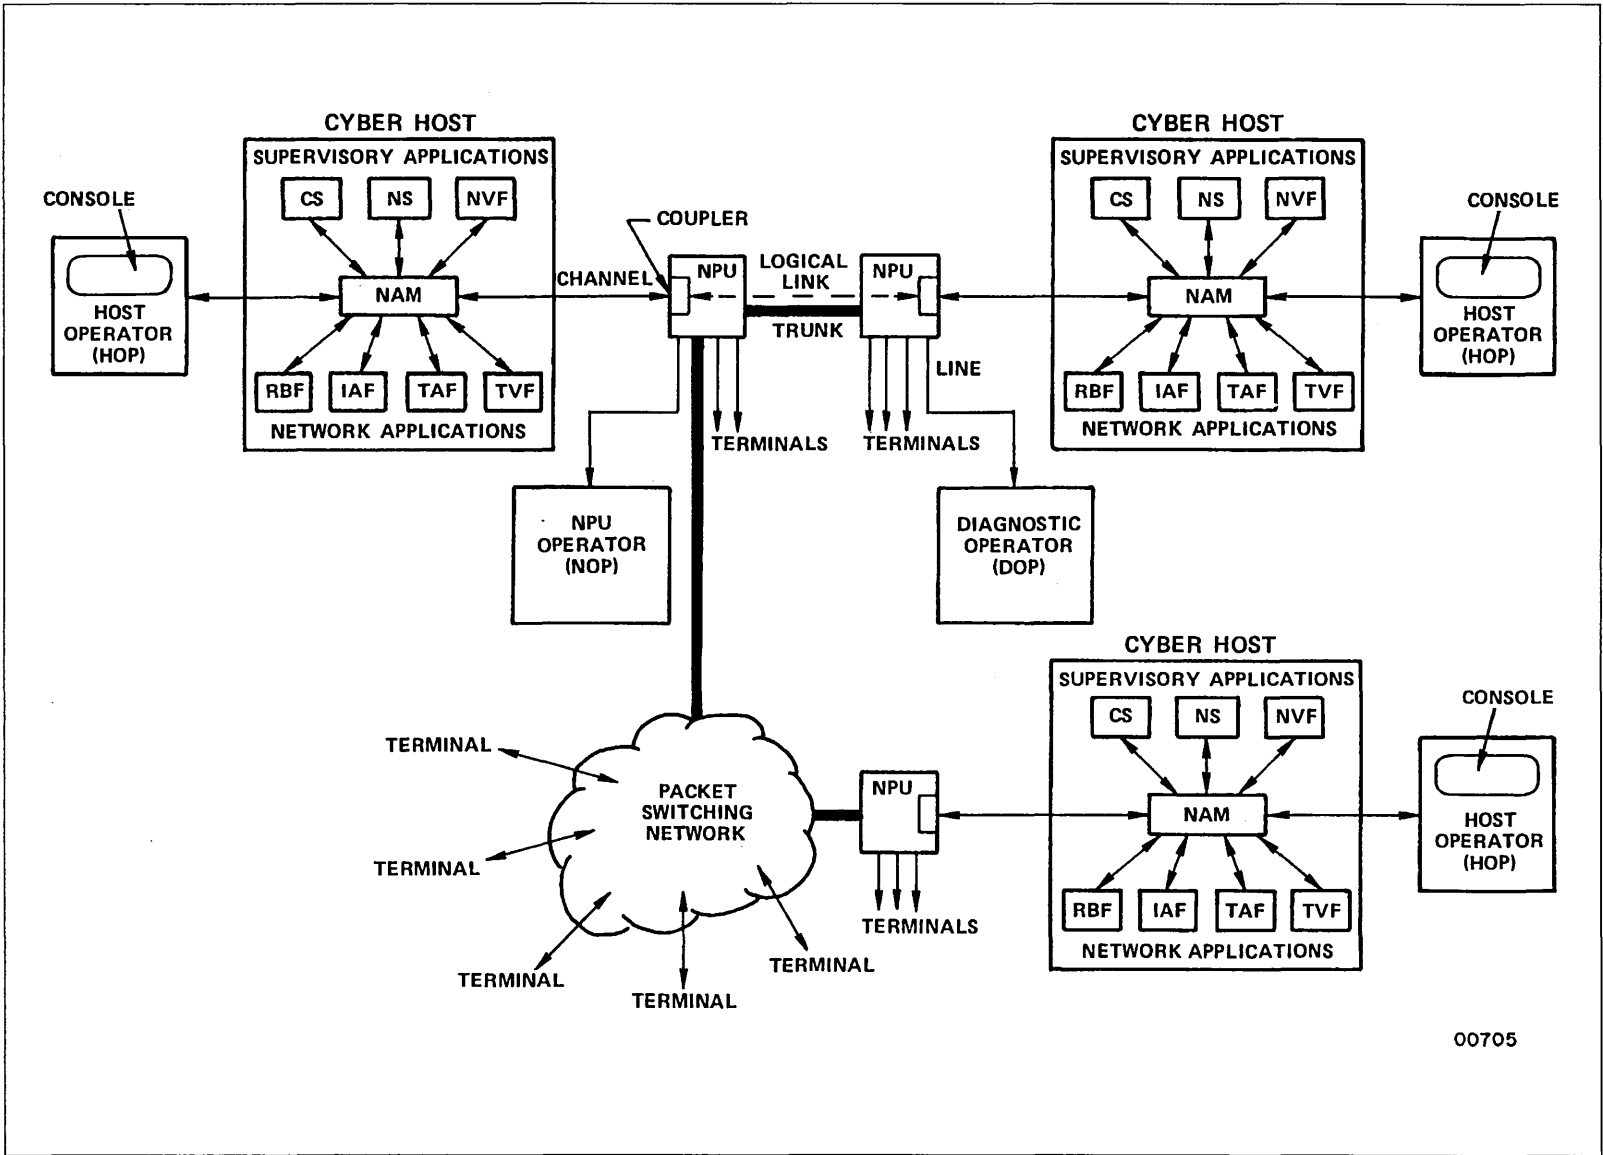 CYBER HOST
SUPERVISORY APPLICATIONS
CS
NS
NVF
CONSOLE
HOST
OPERATOR
(HOP)
NAM
CHANNEL
RBF
IAF
TAF
TVF
NETWORK APPLICATIONS
COUPLER
NPU
LOGICAL
LINK
TRUNK
NPU
LINE
TERMINALS
TERMINALS
CYBER HOST
SUPERVISORY APPLICATIONS
CS
NS
NVF
NAM
RBF
IAF
TAF
TVF
NETWORK APPLICATIONS
CONSOLE
HOST
OPERATOR
(HOP)
NPU
OPERATOR
(NOP)
DIAGNOSTIC
OPERATOR
(DOP)
TERMINAL
TERMINAL
TERMINAL
TERMINAL
TERMINAL
PACKET
SWITCHING
NETWORK
NPU
TERMINALS
CYBER HOST
SUPERVISORY APPLICATIONS
CS
NS
NVF
NAM
RBF
IAF
TAF
TVF
NETWORK APPLICATIONS
CONSOLE
HOST
OPERATOR
(HOP)
00705